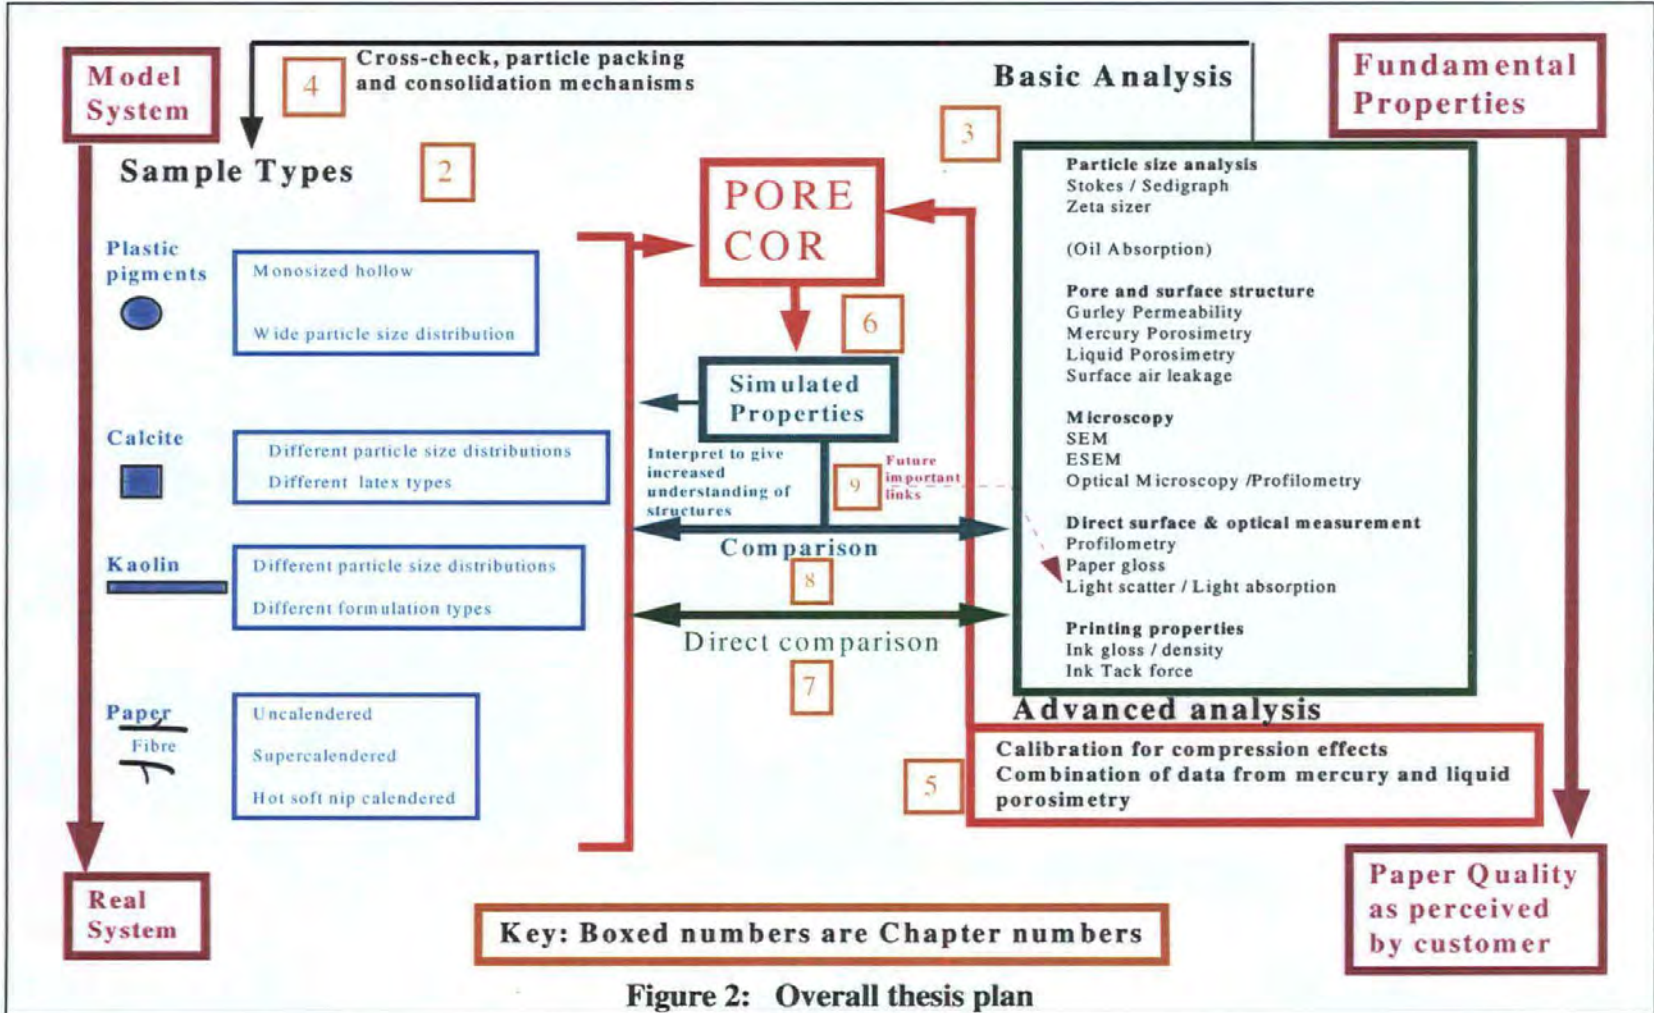 Model
System
4
Cross-check, particle packing
and consolidation mechanisms
Basic Analysis
Fundamental
Properties
Sample Types
2
3
PORE
COR
Plastic
pigments
Monosized hollow
Wide particle size distribution
6
Simulated
Properties
Calcite
Different particle size distributions
Different latex types
Interpret to give
increased
understanding of
structures
9
Future
important
links
Comparison
8
Kaolin
Different particle size distributions
Different formulation types
Direct comparison
7
Paper
Fibre
Uncalendered
Supercalendered
Hot soft nip calendered
Particle size analysis
Stokes / Sedigraph
Zeta sizer
(Oil Absorption)
Pore and surface structure
Gurley Permeability
Mercury Porosimetry
Liquid Porosimetry
Surface air leakage
Microscopy
SEM
ESEM
Optical Microscopy /Profilometry
Direct surface & optical measurement
Profilometry
Paper gloss
Light scatter / Light absorption
Printing properties
Ink gloss / density
Ink Tack force
Advanced analysis
5
Calibration for compression effects
Combination of data from mercury and liquid
porosimetry
Real
System
Paper Quality
as perceived
by customer
Key: Boxed numbers are Chapter numbers
Figure 2: Overall thesis plan